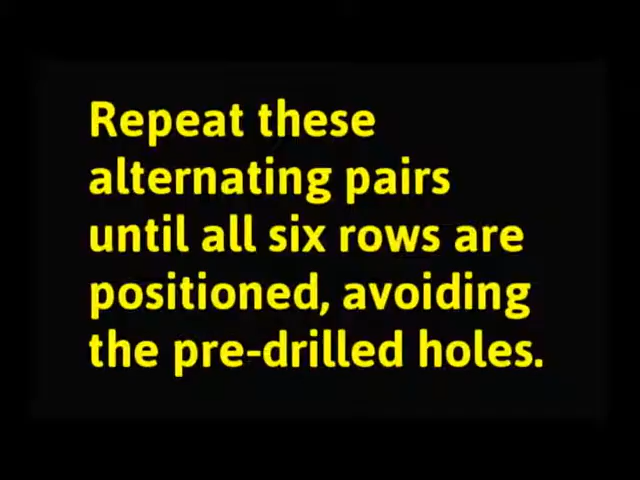 Repeat these
alternating pairs
until all six rows are
positioned, avoiding
the pre-drilled holes.